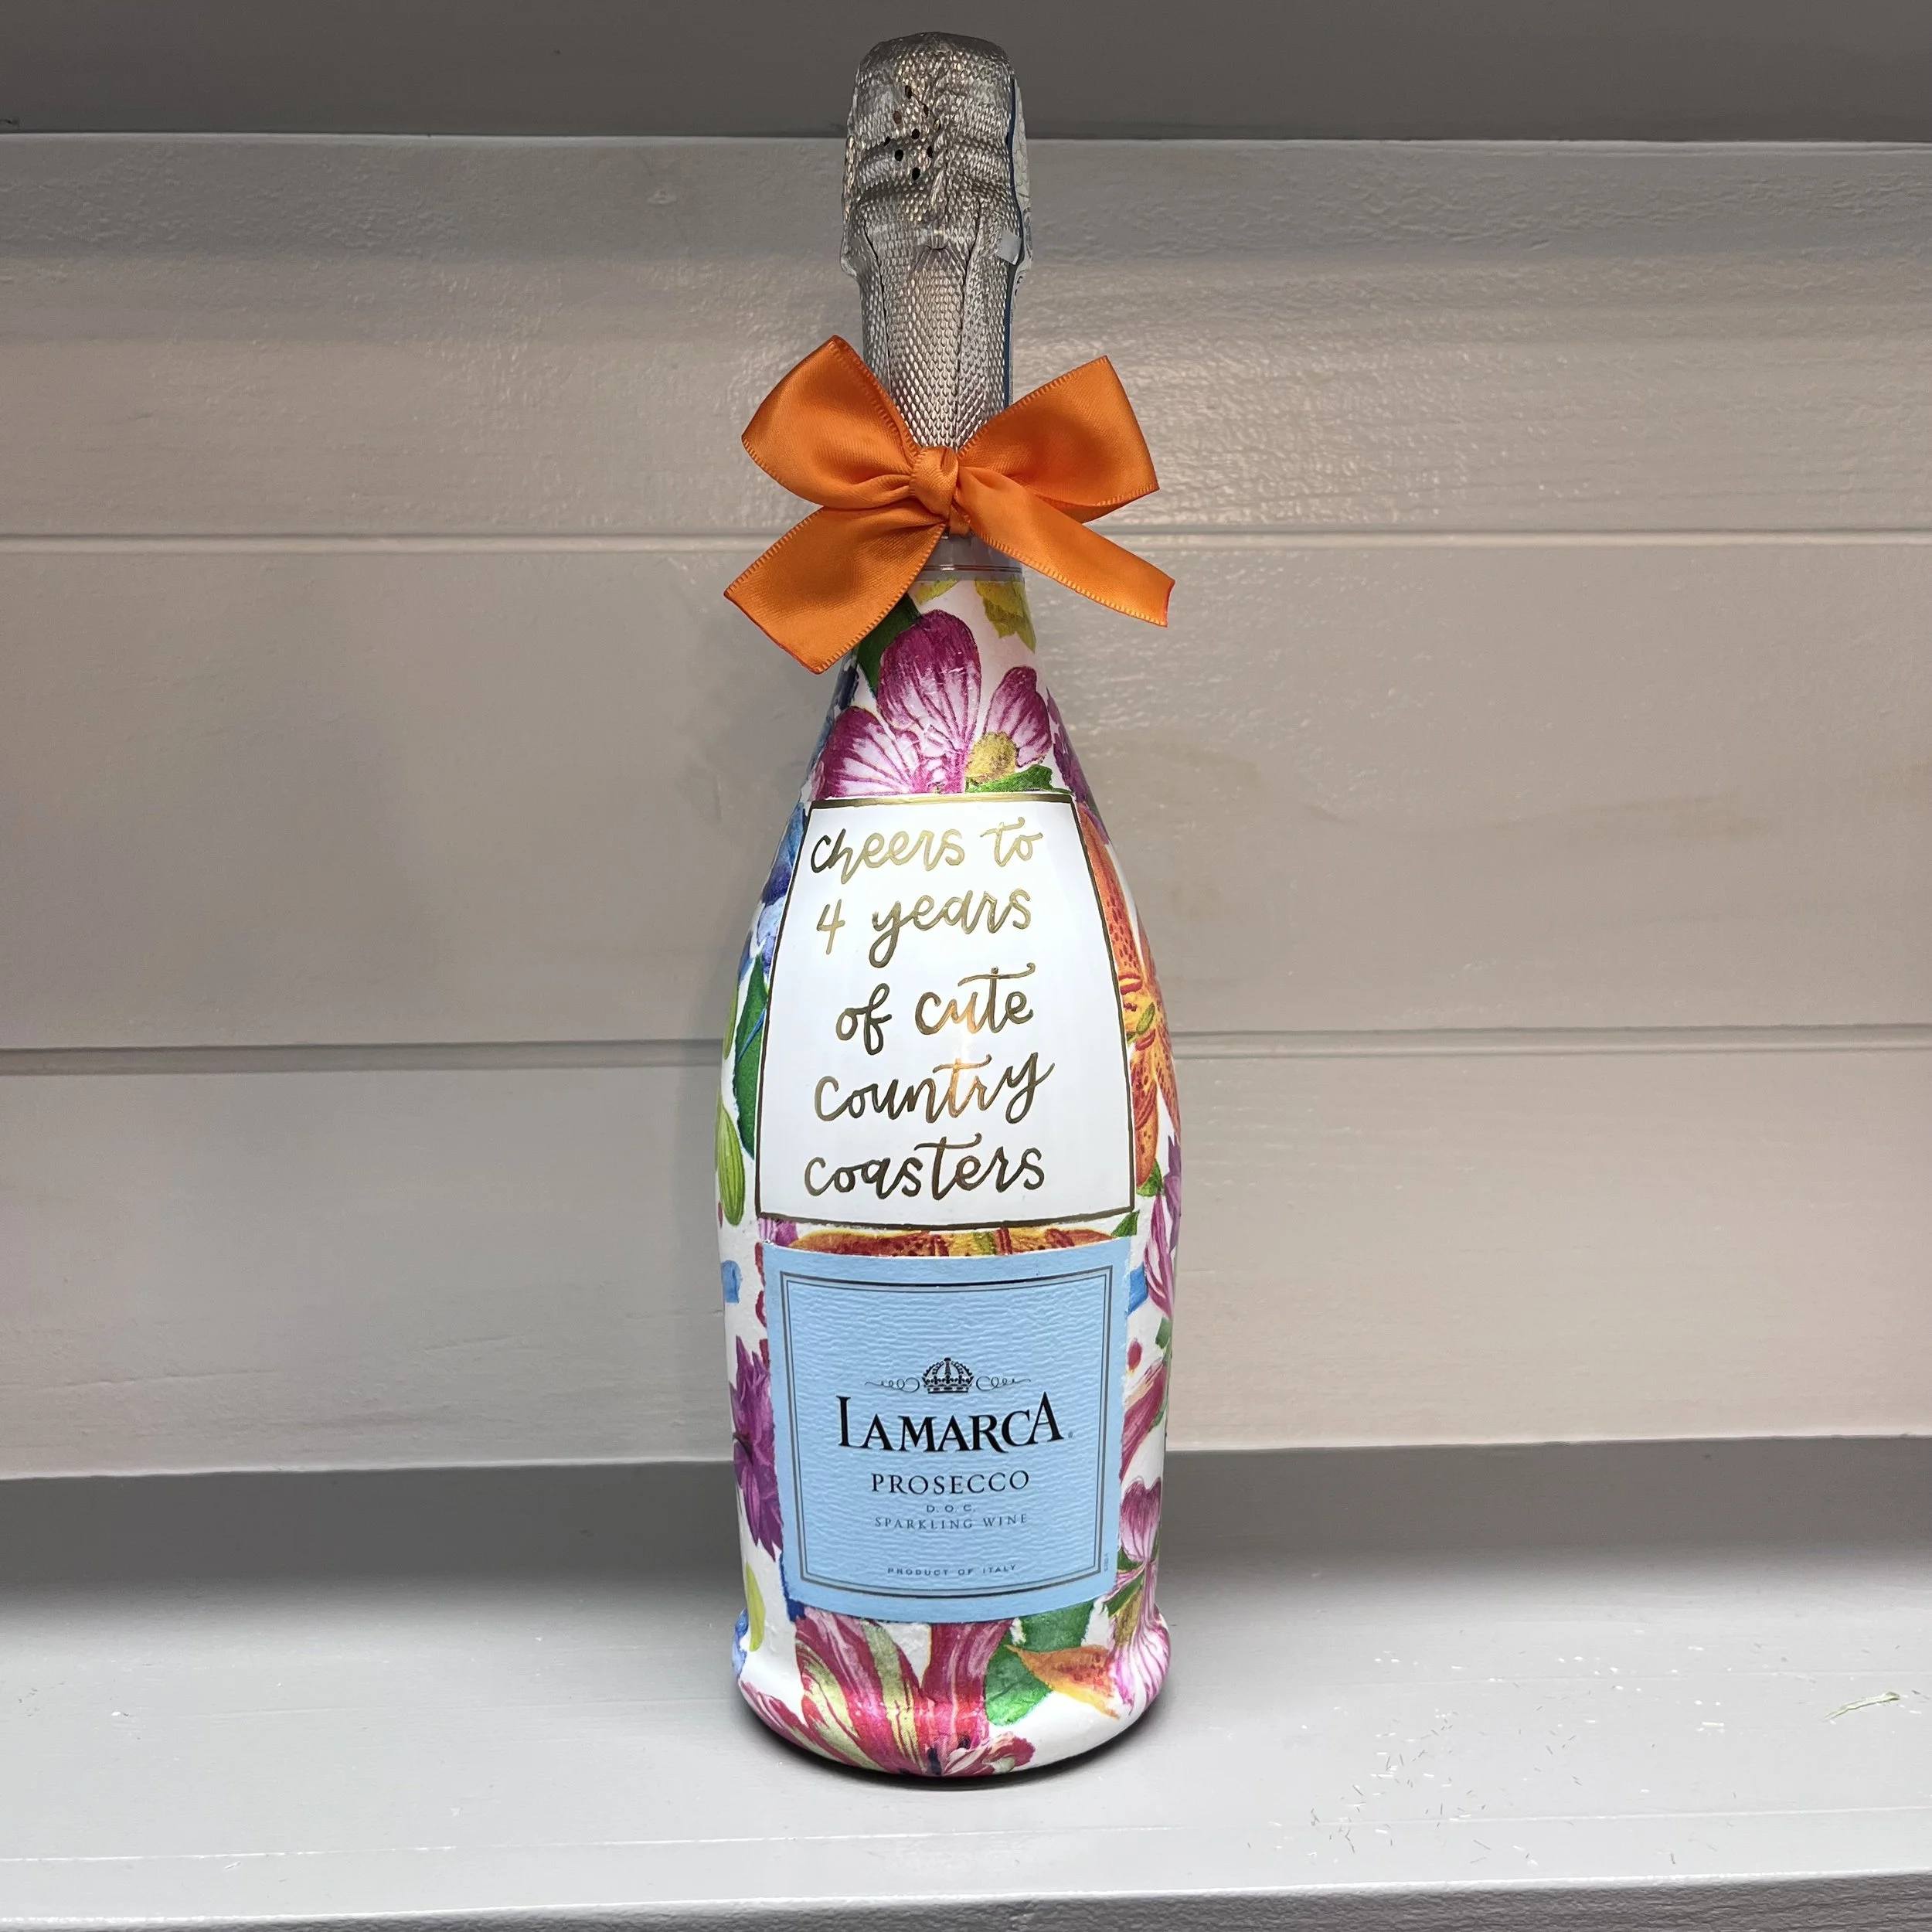 cheers to
4 years
of cute
country
coasters
LAMARCA®
PROSECCO
D.O.C.
SPARKLING WINE
PRODUCT OF ITALY